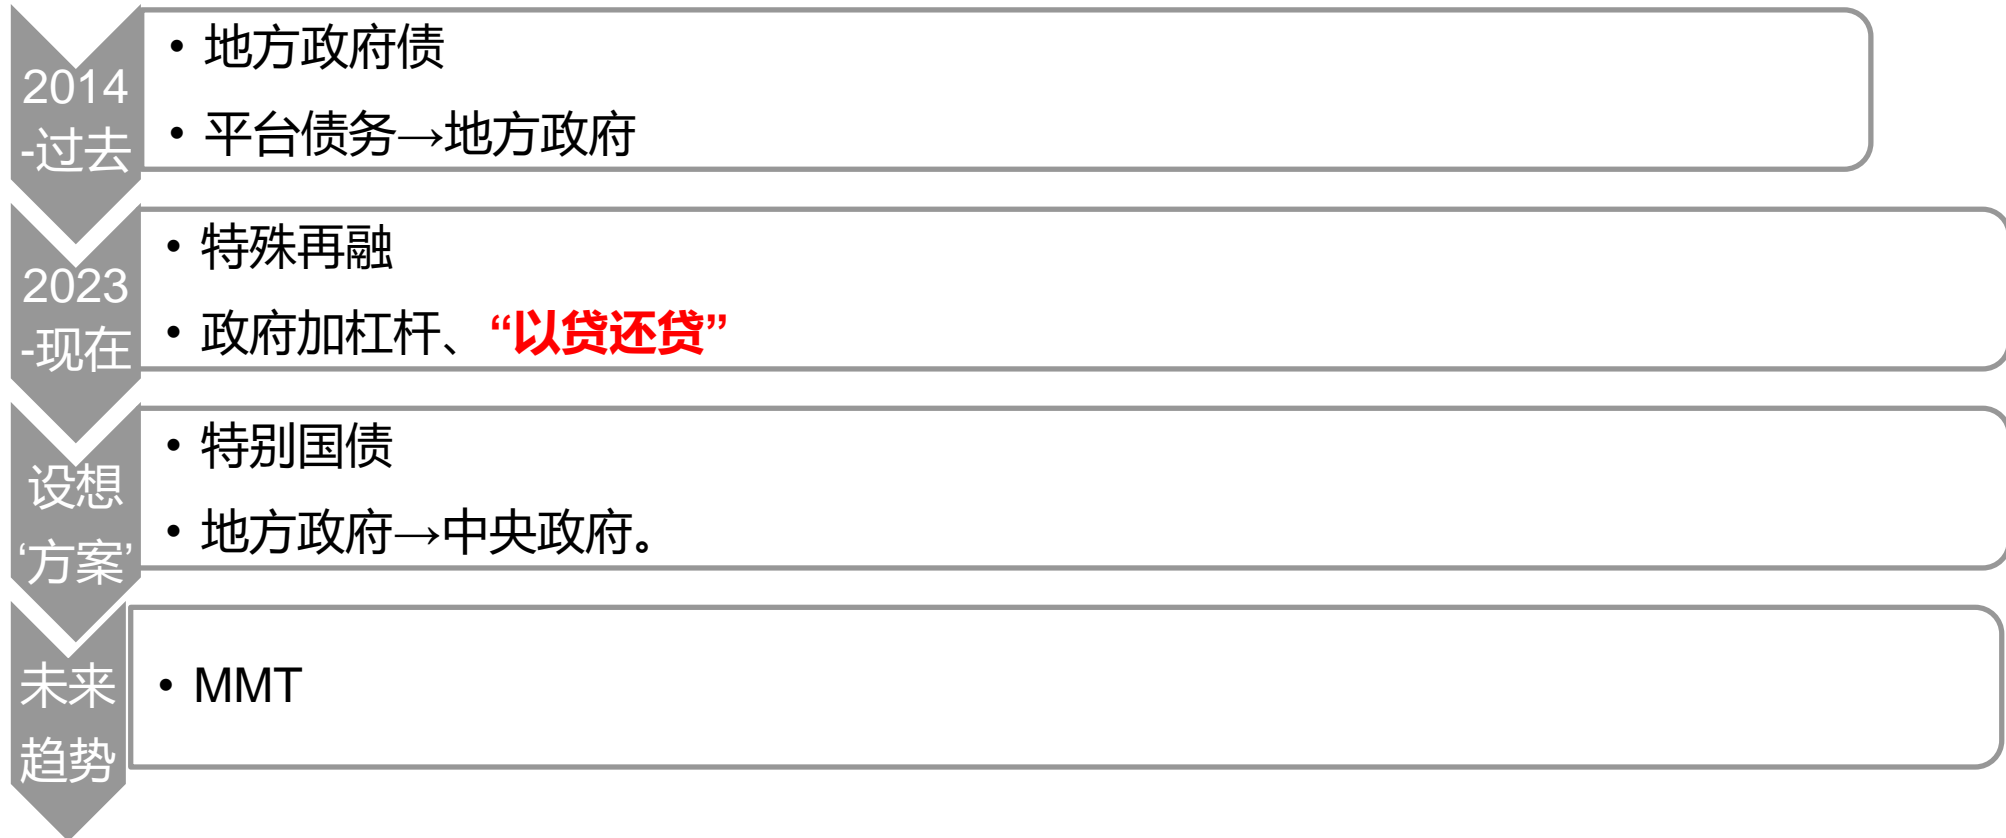 2014
-过去
• 地方政府债
• 平台债务→地方政府
2023
-现在
• 特殊再融
• 政府加杠杆、“以贷还贷”
设想
‘方案’
• 特别国债
• 地方政府→中央政府。
未来
趋势
• MMT